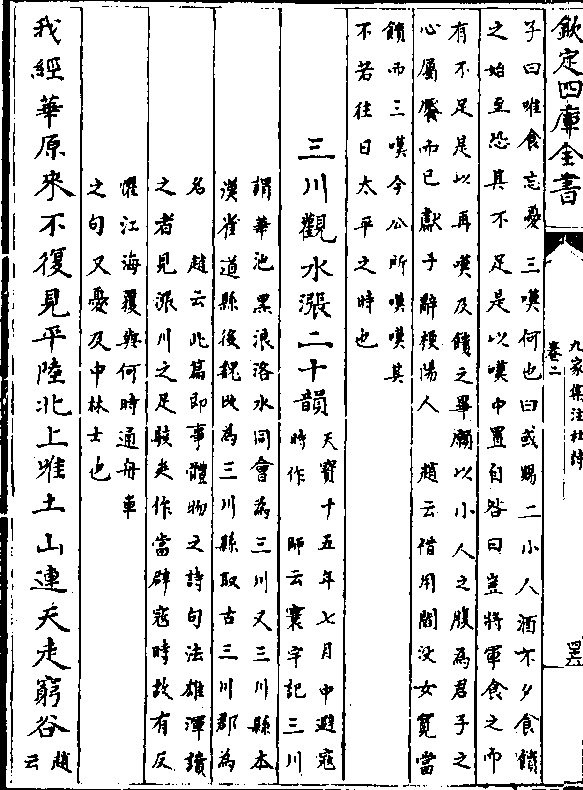 欽定四庫全書
九家集注杜詩
卷二
子曰唯食忘憂三嘆何也曰或賜二小人酒不夕食饋
之始至恐其不足是以嘆中置自咎曰豈將軍食之而
有不足是以再嘆及饋之畢願以小人之腹為君子之
心屬饜而已獻子辭梗陽人 趙云借用閻沒女寛當
饋而三嘆今公所嘆嘆其
不若往日太平之時也
三川觀水漲二十韻
天寶十五年七月中避寇
時作 師云寰宇記三川
謂華池黑浪洛水同會為三川又三川縣本
漢雀道縣後魏改為三川縣取古三川郡為
名 趙云此篇即事體物之詩句法雄渾讀
之者見派川之足駭矣作當辟寇時故有反
懼江海覆與何時通舟車
之句又憂及中林士也
我經華原來不復見平陸北上唯土山連天走窮谷
趙
云